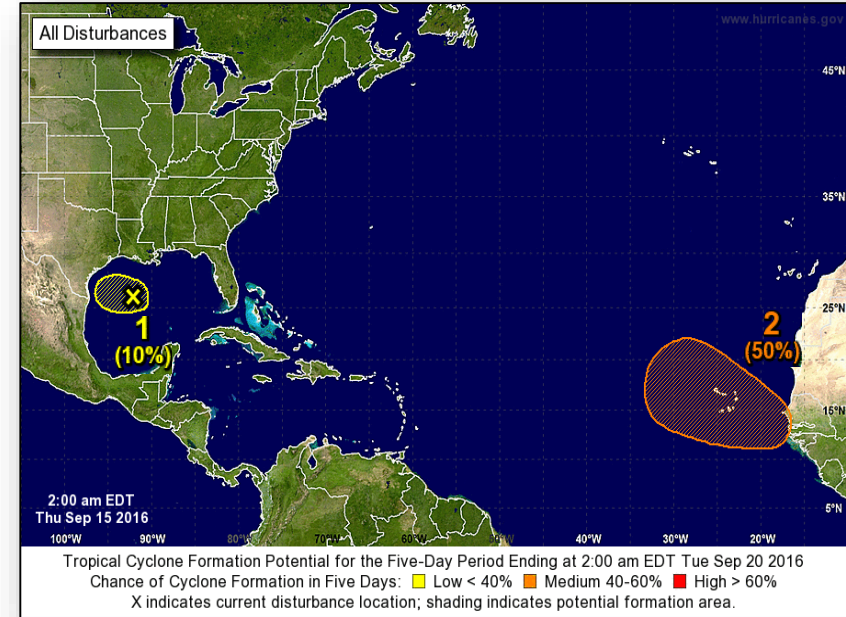 www.hurricanes.gov
All Disturbances
45°N
35°N
25°N
15°N
5°N
1
(10%)
2
(50%)
X
2:00 am EDT
Thu Sep 15 2016
100°W 90°W 80°W 70°W 60°W 50°W 40°W 30°W 20°W
Tropical Cyclone Formation Potential for the Five-Day Period Ending at 2:00 am EDT Tue Sep 20 2016
Chance of Cyclone Formation in Five Days: Low < 40% Medium 40-60% High > 60%
X indicates current disturbance location; shading indicates potential formation area.